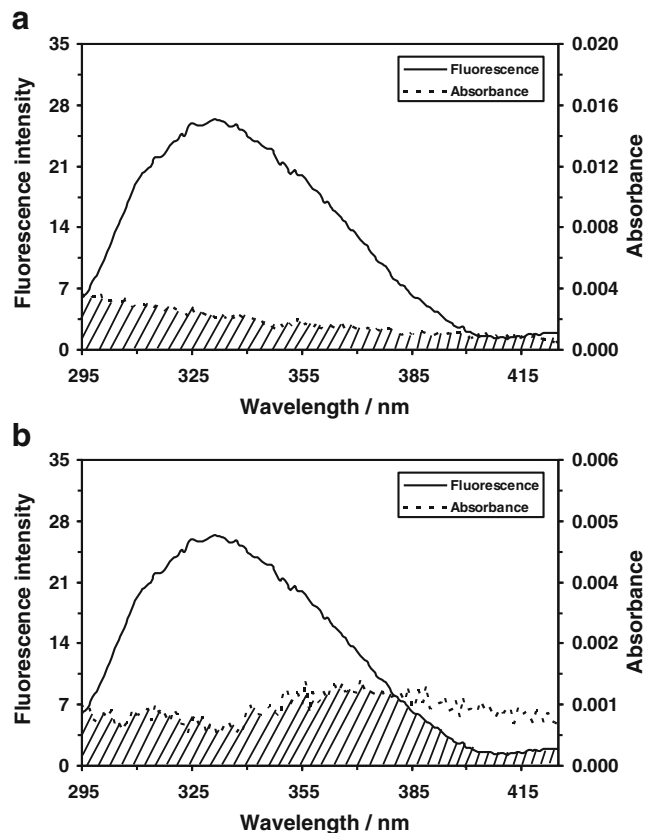 a
35
28
21
14
7
0
Fluorescence intensity
0.020
0.015
0.012
0.008
0.004
0.000
Absorbance
Fluorescence
Absorbance
295 325 355 385 415
Wavelength / nm
b
35
28
21
14
7
0
Fluorescence intensity
0.006
0.005
0.004
0.002
0.001
0.000
Absorbance
Fluorescence
Absorbance
295 325 355 385 415
Wavelength / nm